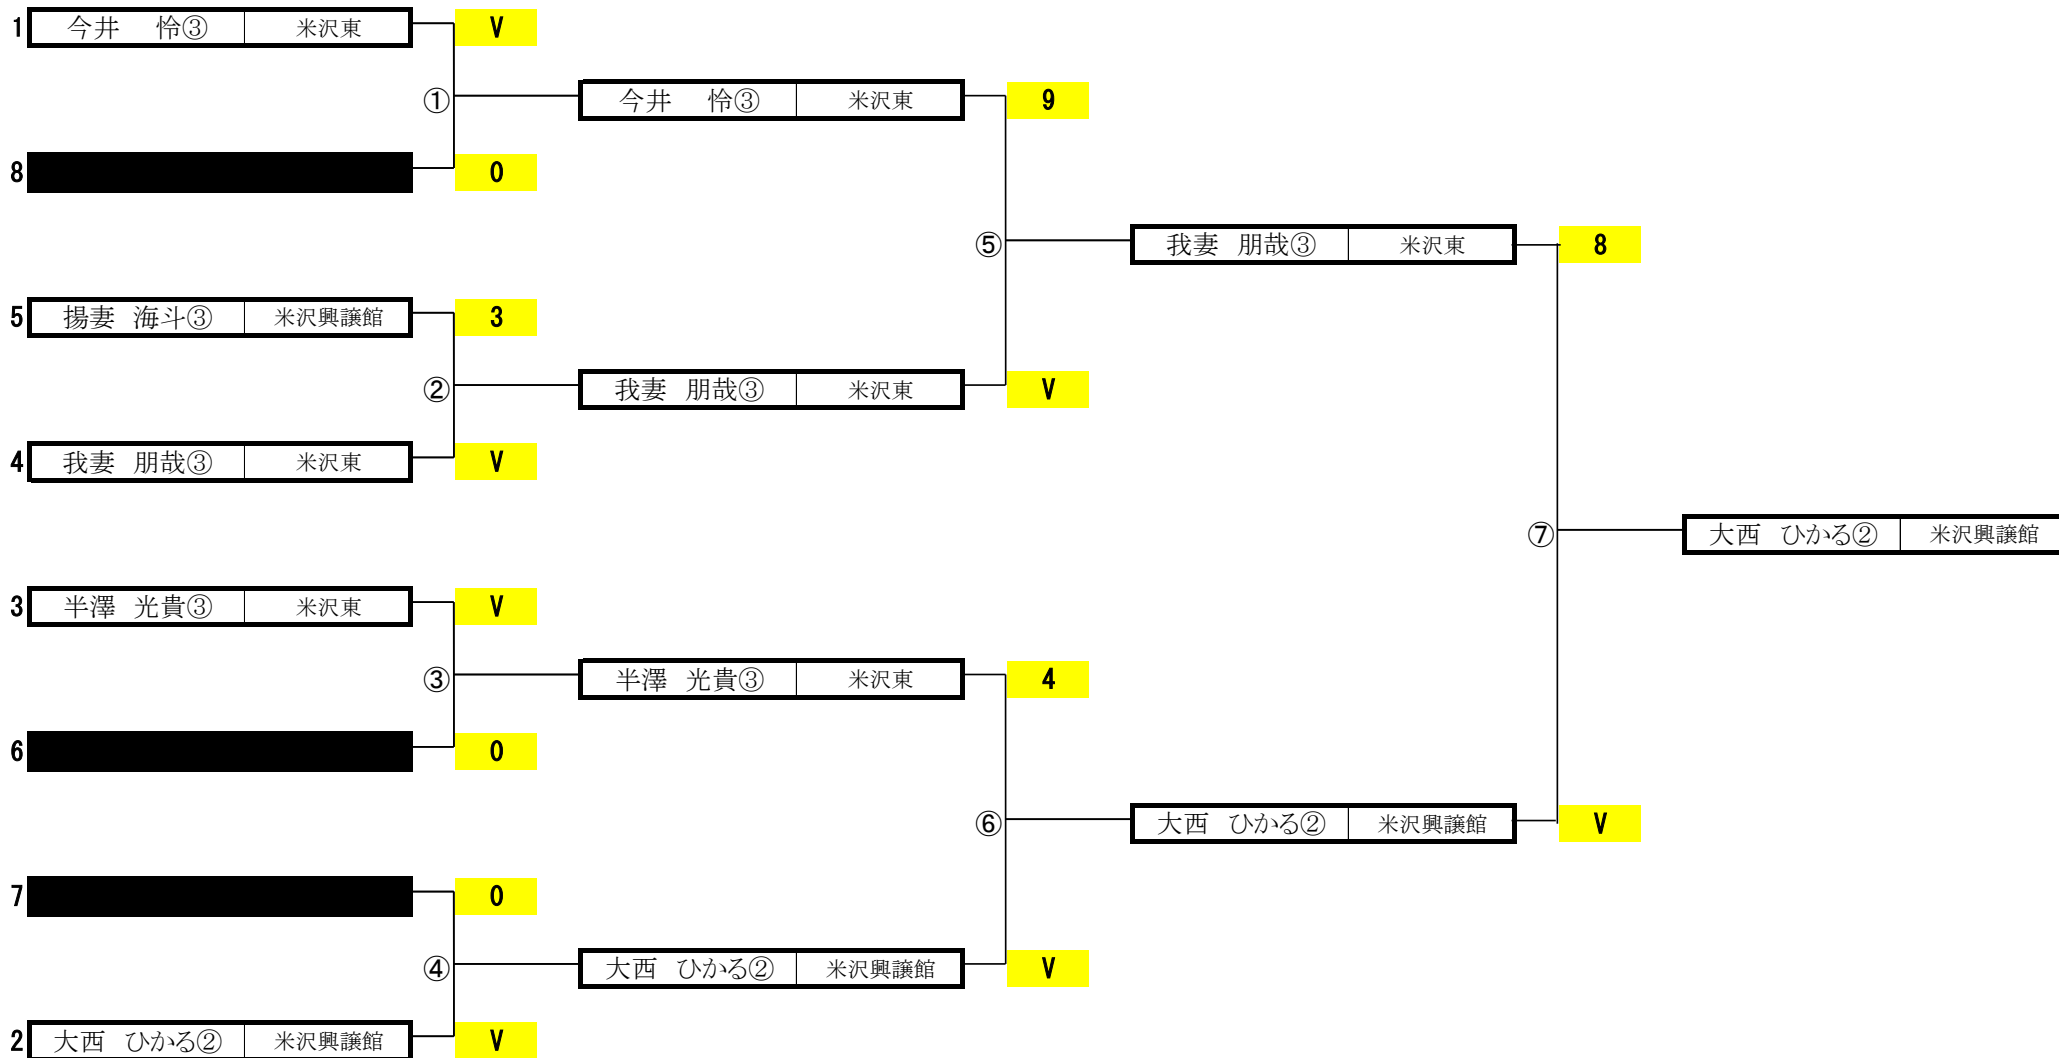 1 今井 怜③ 米沢東 V
① 今井 怜③ 米沢東 9
8 0
⑤ 我妻 朋哉③ 米沢東 8
5 揚妻 海斗③ 米沢興譲館 3
② 我妻 朋哉③ 米沢東 V
4 我妻 朋哉③ 米沢東 V
⑦ 大西 ひかる② 米沢興譲館
3 半澤 光貴③ 米沢東 V
③ 半澤 光貴③ 米沢東 4
6 0
⑥ 大西 ひかる② 米沢興譲館 V
7 0
④ 大西 ひかる② 米沢興譲館 V
2 大西 ひかる② 米沢興譲館 V